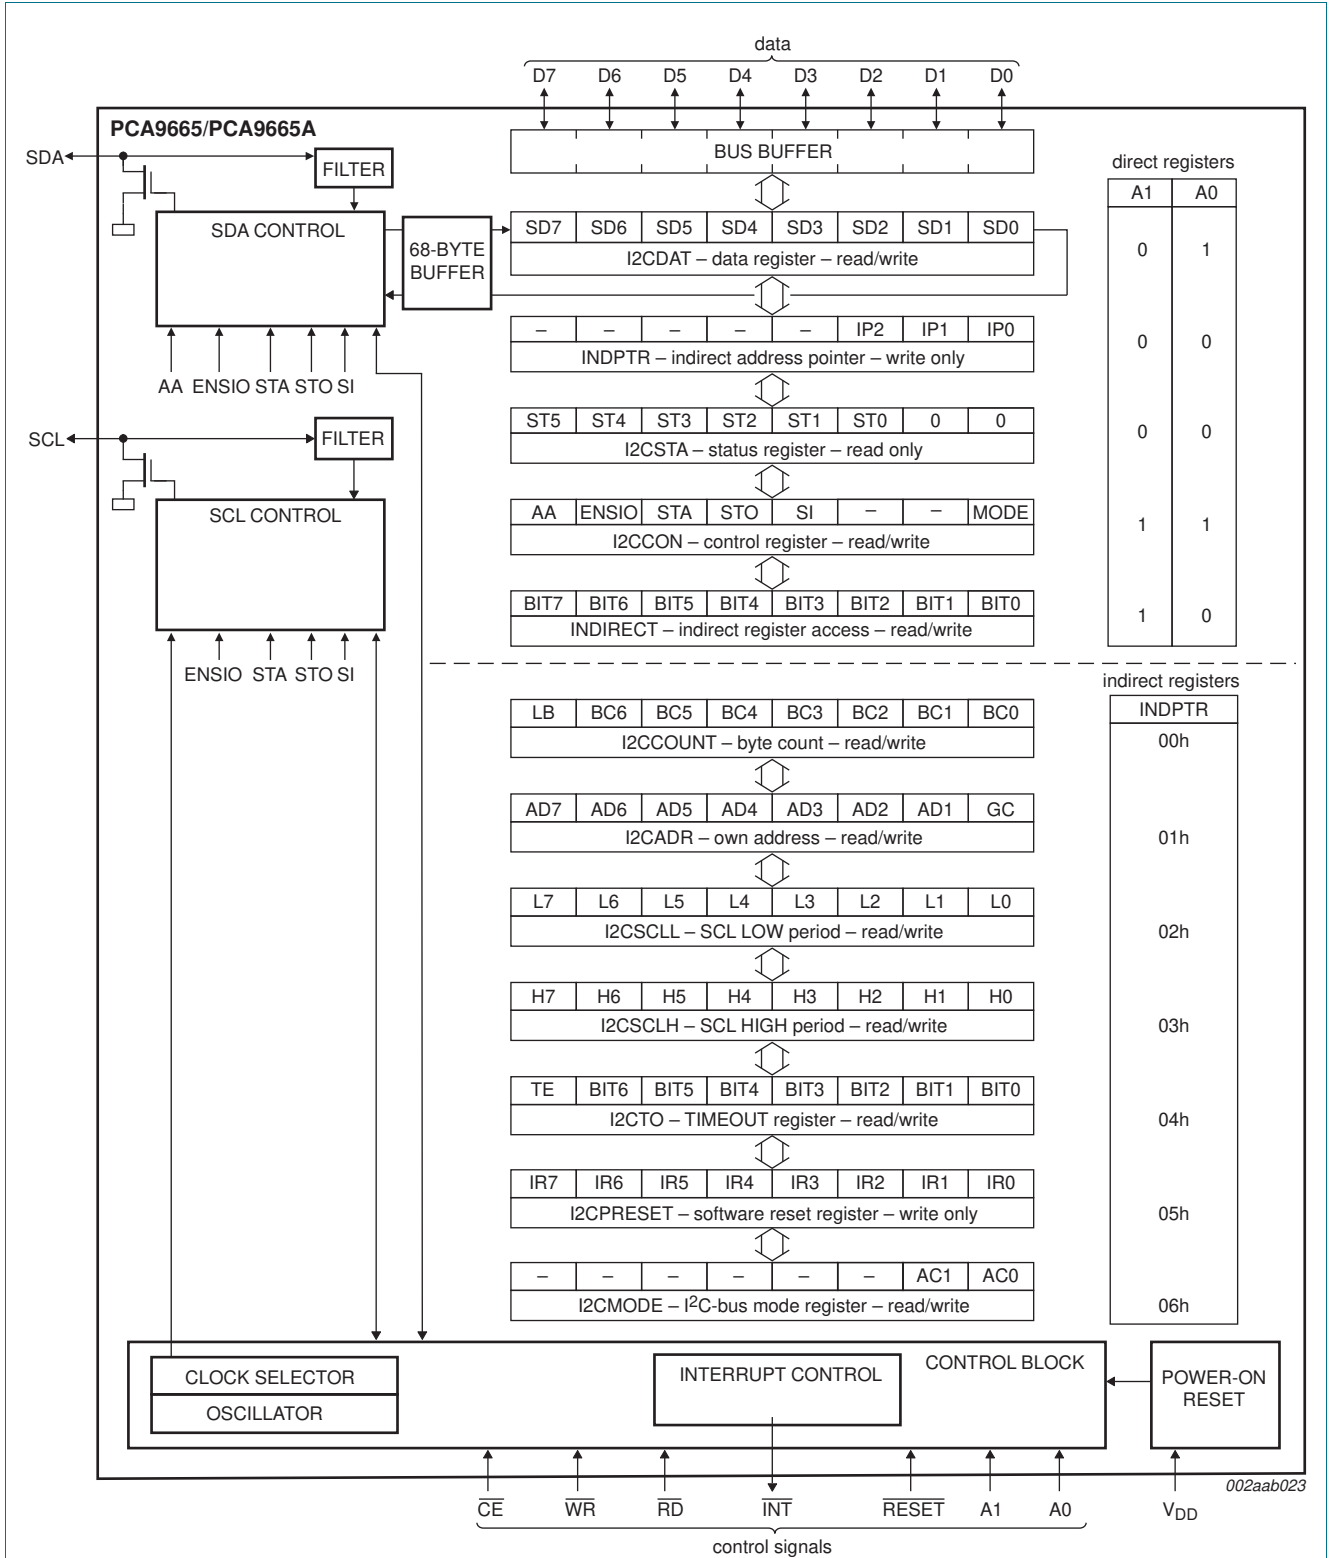 data
D7 D6 D5 D4 D3 D2 D1 D0
PCA9665/PCA9665A
BUS BUFFER
SDA
FILTER
SDA CONTROL
68-BYTE
BUFFER
AA ENSIO STA STO SI
SCL
FILTER
SCL CONTROL
ENSIO STA STO SI
SD7 SD6 SD5 SD4 SD3 SD2 SD1 SD0
I2CDAT – data register – read/write
– – – – – IP2 IP1 IP0
INDPTR – indirect address pointer – write only
ST5 ST4 ST3 ST2 ST1 ST0 0 0
I2CSTA – status register – read only
AA ENSIO STA STO SI – – MODE
I2CCON – control register – read/write
BIT7 BIT6 BIT5 BIT4 BIT3 BIT2 BIT1 BIT0
INDIRECT – indirect register access – read/write
direct registers
A1 A0
0 1
0 0
0 0
1 1
1 0
LB BC6 BC5 BC4 BC3 BC2 BC1 BC0
I2CCOUNT – byte count – read/write
AD7 AD6 AD5 AD4 AD3 AD2 AD1 GC
I2CADR – own address – read/write
L7 L6 L5 L4 L3 L2 L1 L0
I2CSCLL – SCL LOW period – read/write
H7 H6 H5 H4 H3 H2 H1 H0
I2CSCLH – SCL HIGH period – read/write
TE BIT6 BIT5 BIT4 BIT3 BIT2 BIT1 BIT0
I2CTO – TIMEOUT register – read/write
IR7 IR6 IR5 IR4 IR3 IR2 IR1 IR0
I2CPRESET – software reset register – write only
– – – – – – AC1 AC0
I2CMODE – I²C-bus mode register – read/write
indirect registers
INDPTR
00h
01h
02h
03h
04h
05h
06h
CLOCK SELECTOR
OSCILLATOR
INTERRUPT CONTROL
CONTROL BLOCK
POWER-ON
RESET
C̅E̅ W̅R̅ R̅D̅ I̅N̅T̅ R̅E̅S̅E̅T̅ A1 A0 VDD
control signals
002aab023